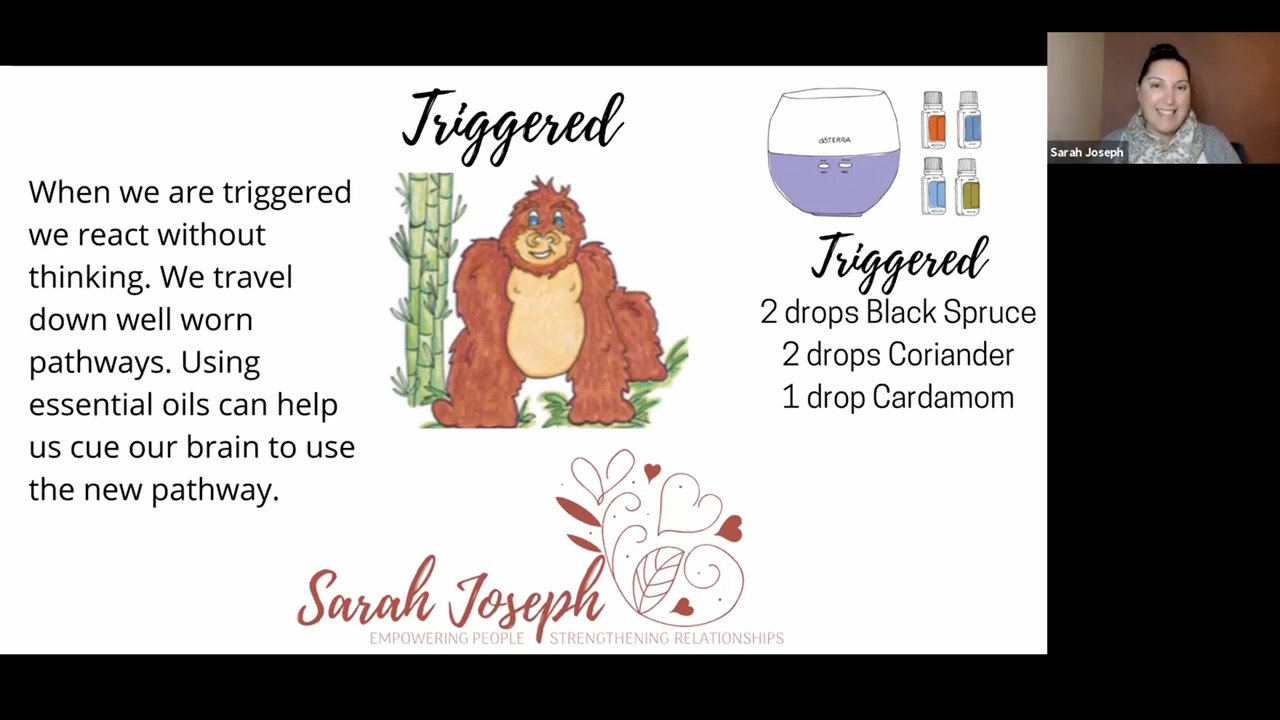 Triggered
When we are triggered
we react without
thinking. We travel
down well worn
pathways. Using
essential oils can help
us cue our brain to use
the new pathway.
dōTERRA
Triggered
2 drops Black Spruce
2 drops Coriander
1 drop Cardamom
Sarah Joseph
EMPOWERING PEOPLE STRENGTHENING RELATIONSHIPS
Sarah Joseph